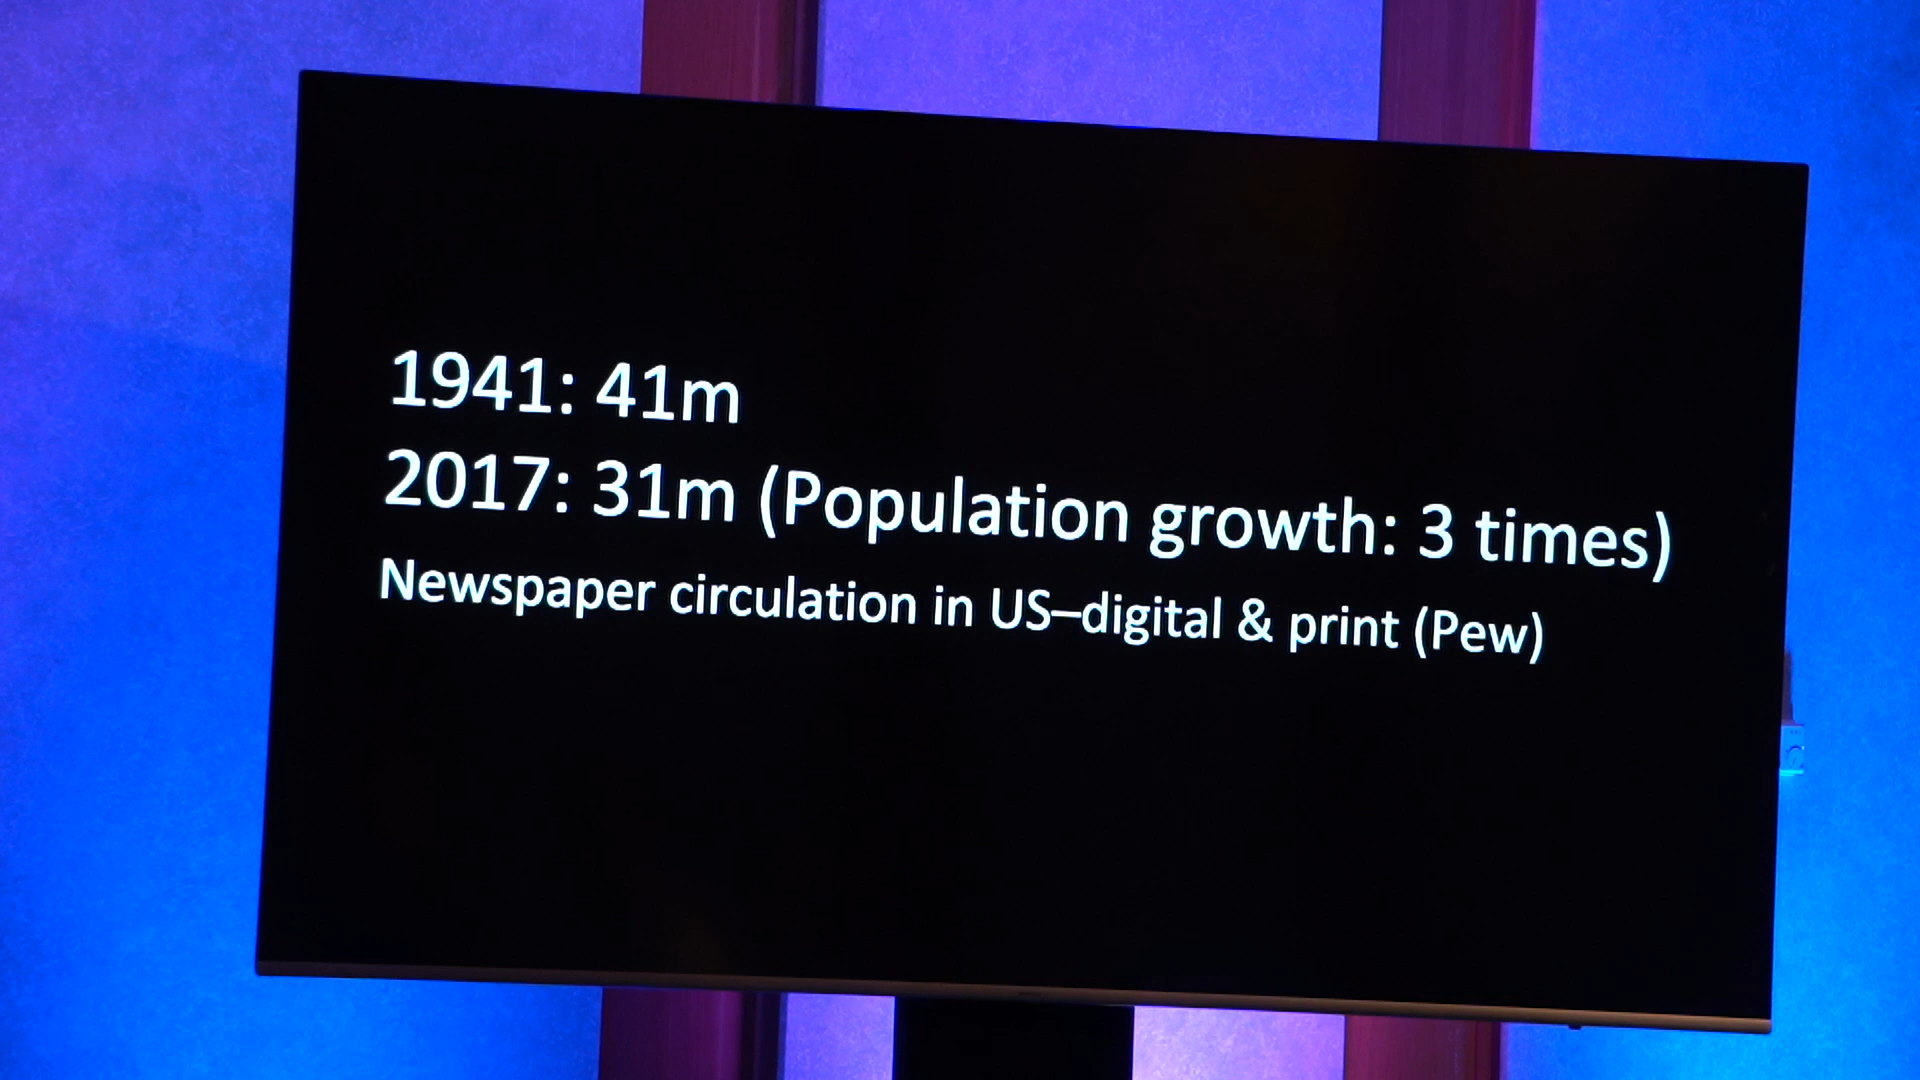 1941: 41m
2017: 31m (Population growth: 3 times)
Newspaper circulation in US–digital & print (Pew)